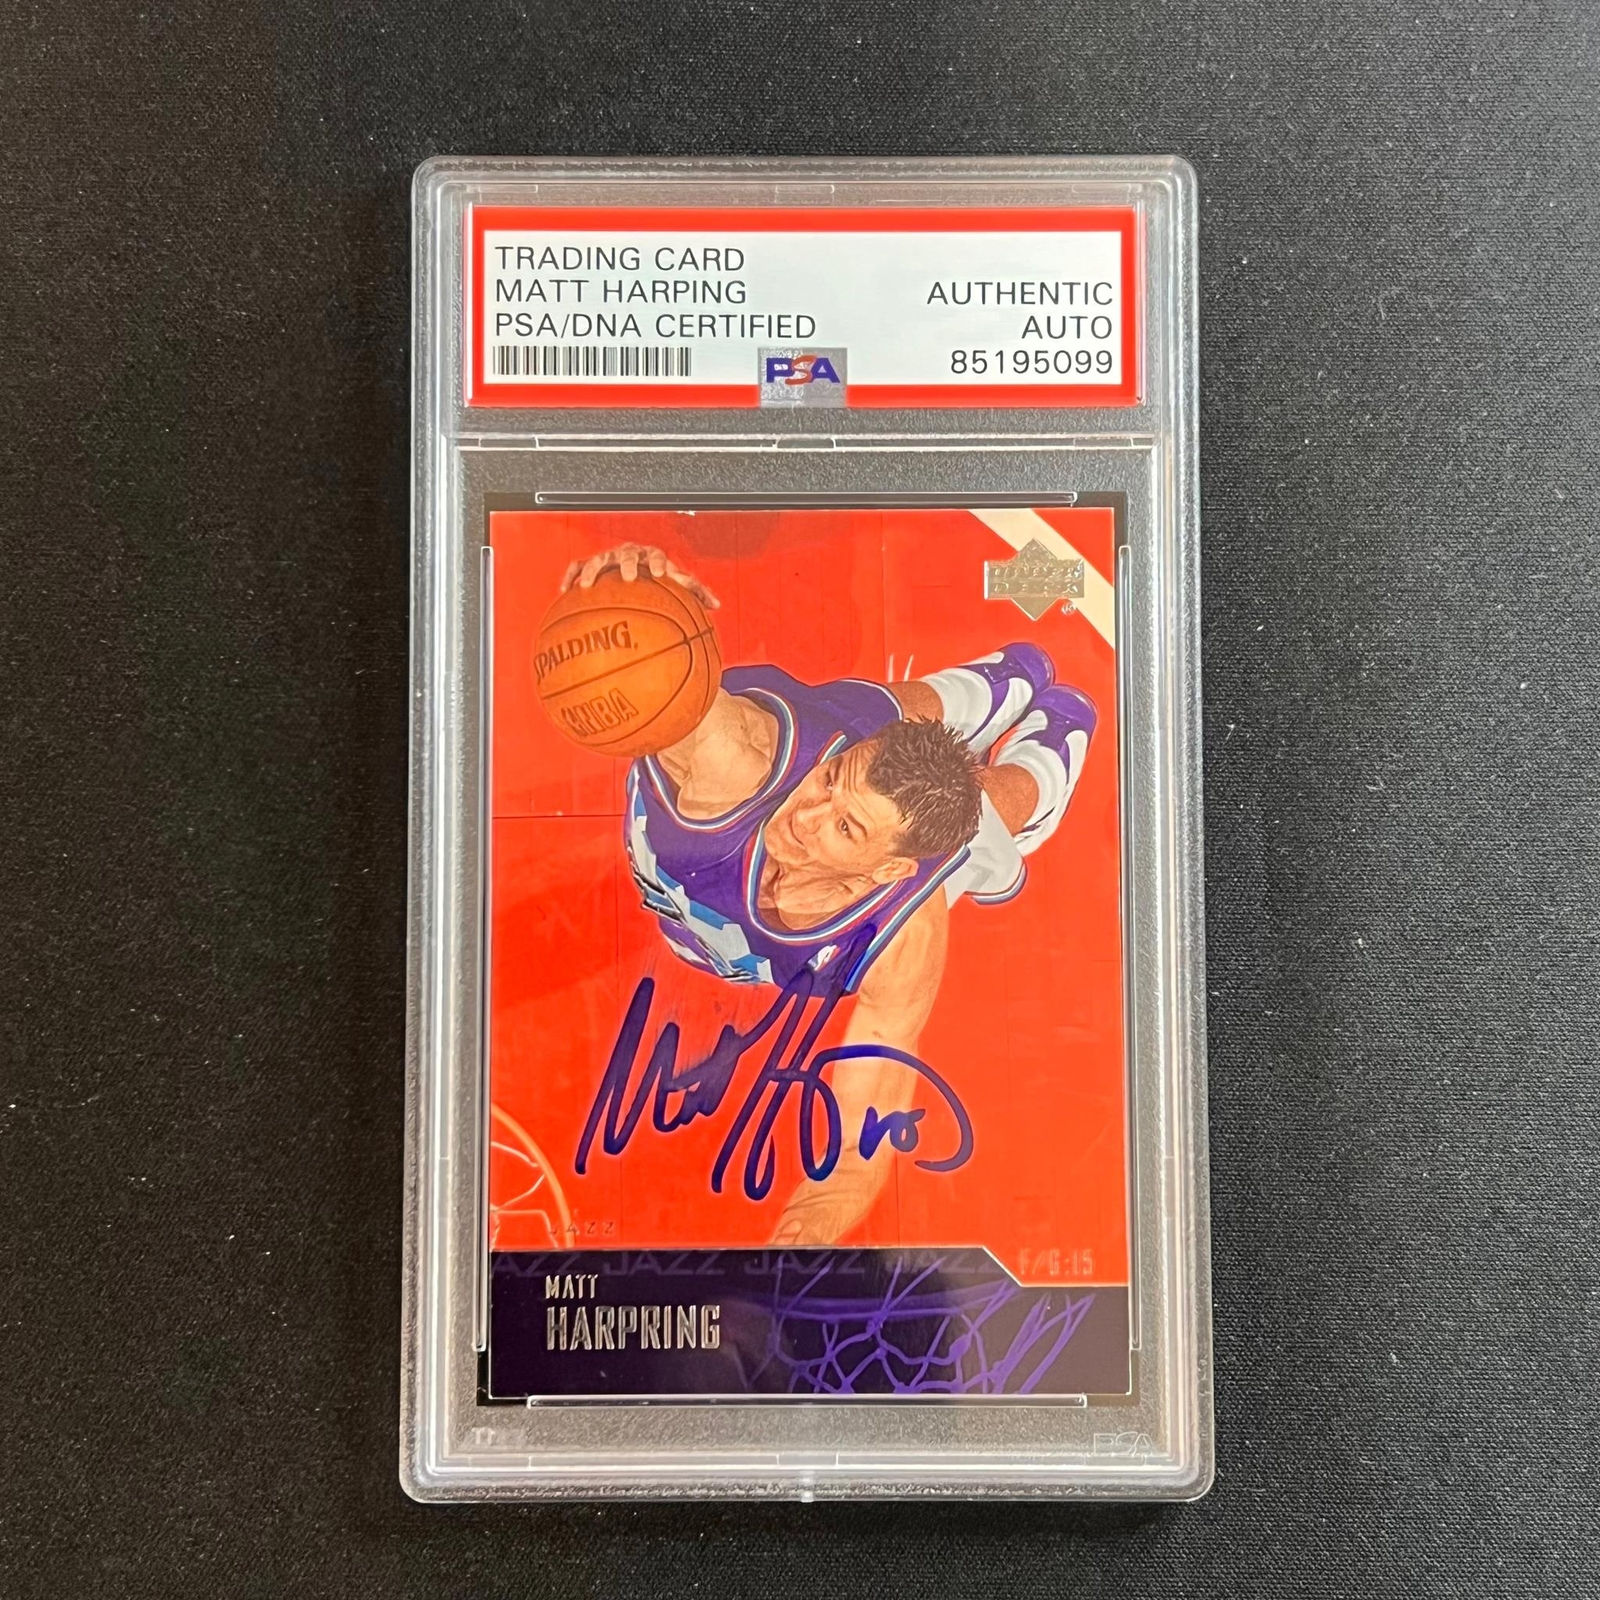 TRADING CARD
MATT HARPING
PSA/DNA CERTIFIED
AUTHENTIC
AUTO
85195099
PSA
UPPER
DECK
SPALDING
NBA
JAZZ
AZZ JAZZ JAZZ JAZZ
F/G:15
MATT
HARPRING
PSA